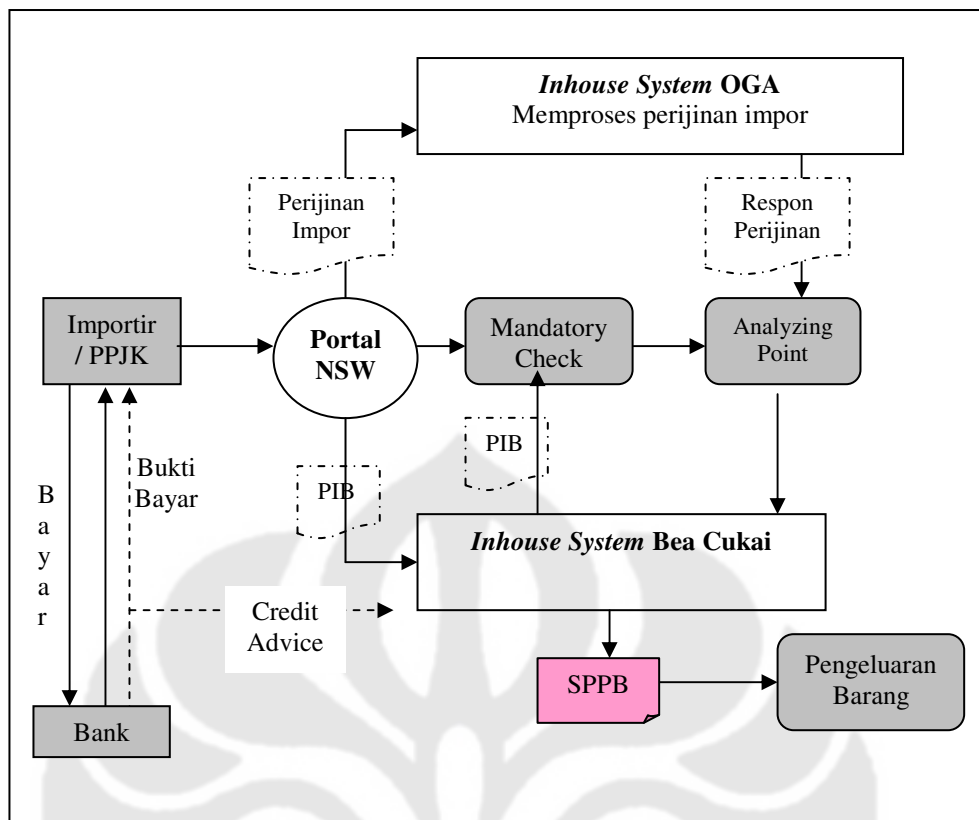 Inhouse System OGA
Memproses perijinan impor
Perijinan
Impor
Respon
Perijinan
Importir
/ PPJK
Portal
NSW
Mandatory
Check
Analyzing
Point
Bayar
Bukti
Bayar
PIB
PIB
Inhouse System Bea Cukai
Credit
Advice
SPPB
Pengeluaran
Barang
Bank